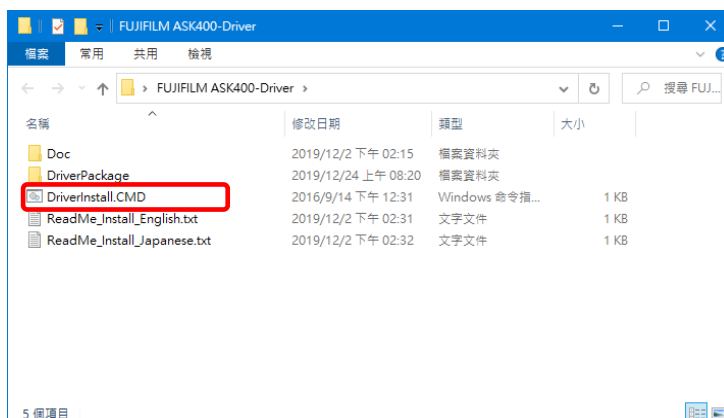 FUJIFILM ASK400-Driver
檔案 常用 共用 檢視
FUJIFILM ASK400-Driver 搜尋 FUJ...
名稱 修改日期 類型 大小
Doc 2019/12/2 下午 02:15 檔案資料夾
DriverPackage 2019/12/24 上午 08:20 檔案資料夾
DriverInstall.CMD 2016/9/14 下午 12:31 Windows 命令指... 1 KB
ReadMe_Install_English.txt 2019/12/2 下午 02:31 文字文件 1 KB
ReadMe_Install_Japanese.txt 2019/12/2 下午 02:32 文字文件 1 KB
5 個項目